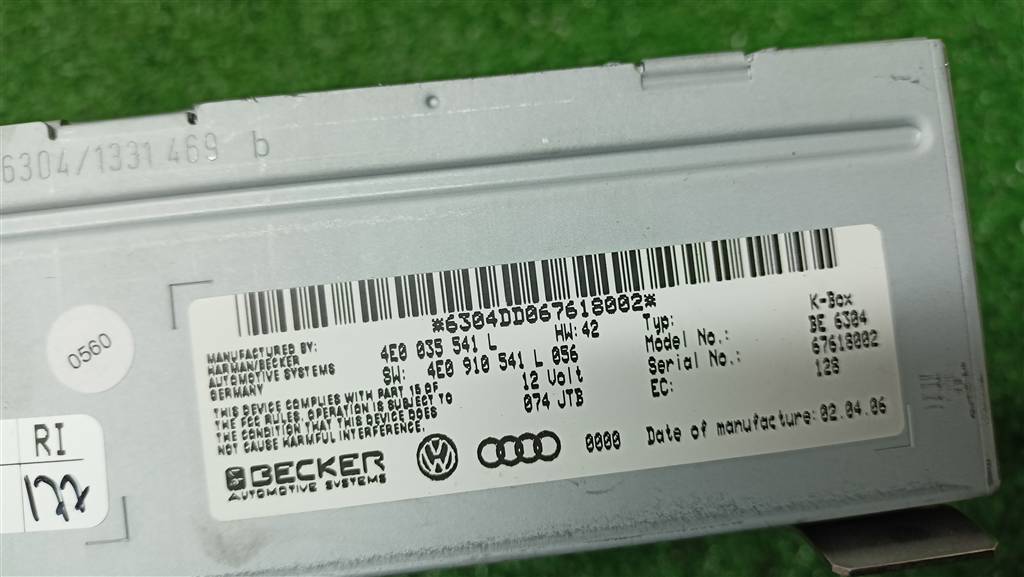 6304/1331 469 b
0560
RI
122
*6304DD067618002*
MANUFACTURED BY:
HARMAN/BECKER
AUTOMOTIVE SYSTEMS
GERMANY
4E0 035 541 L HW: 42
SW: 4E0 910 541 L 056
12 Volt
074 JTB
Typ: K-Box
Model No.: BE 6304
Serial No.: 67618002
EC: 128
THIS DEVICE COMPLIES WITH PART 15 OF
THE FCC RULES. OPERATION IS SUBJECT TO
THE CONDITION THAT THIS DEVICE DOES
NOT CAUSE HARMFUL INTERFERENCE.
BECKER
AUTOMOTIVE SYSTEMS
VW
0000
Date of manufacture: 02.04.06